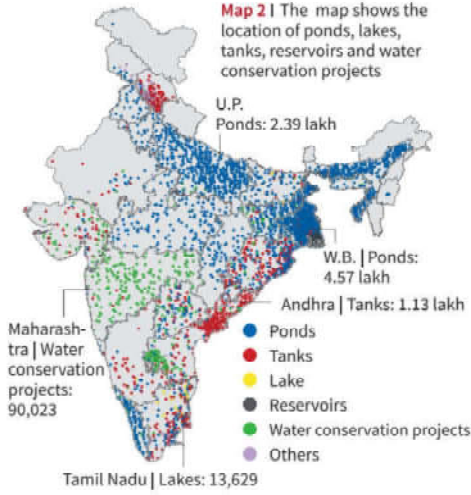 Map 2 | The map shows the
location of ponds, lakes,
tanks, reservoirs and water
conservation projects
U.P.
Ponds: 2.39 lakh
W.B. | Ponds:
4.57 lakh
Andhra | Tanks: 1.13 lakh
Maharash-
tra | Water
conservation
projects:
90,023
Ponds
Tanks
Lake
Reservoirs
Water conservation projects
Others
Tamil Nadu | Lakes: 13,629